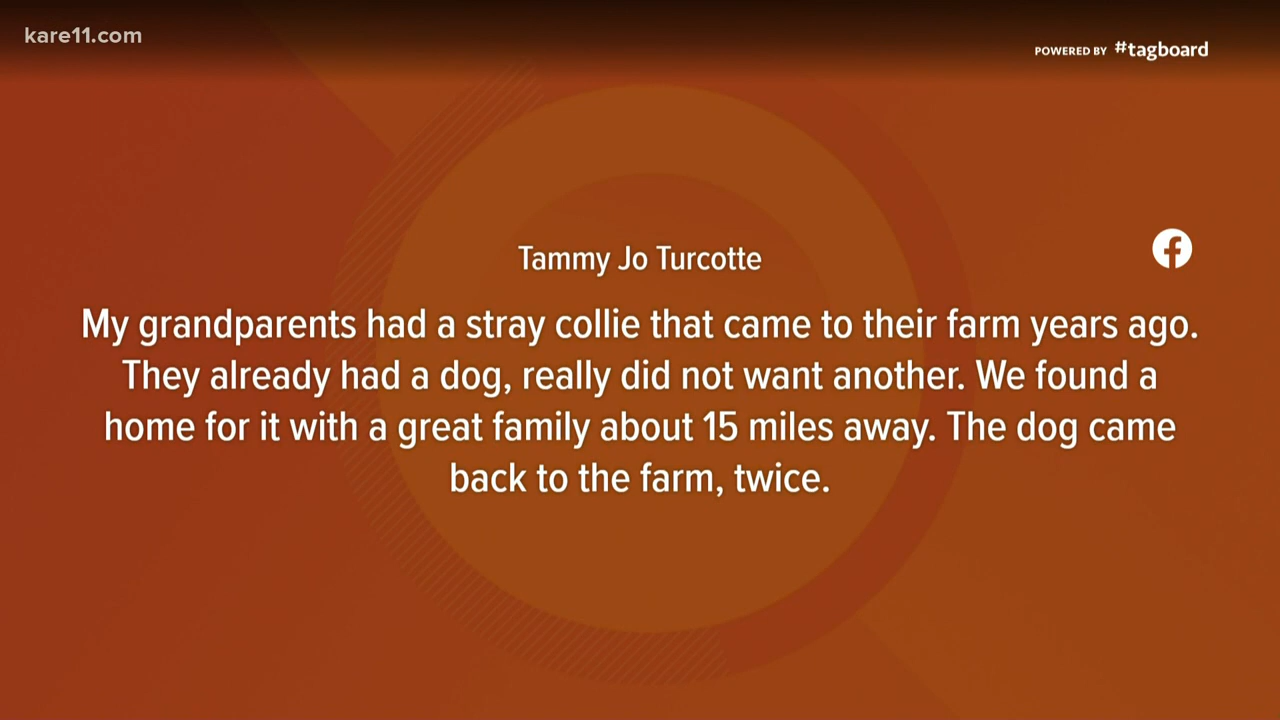 kare11.com
POWERED BY #tagboard
Tammy Jo Turcotte
My grandparents had a stray collie that came to their farm years ago.
They already had a dog, really did not want another. We found a
home for it with a great family about 15 miles away. The dog came
back to the farm, twice.